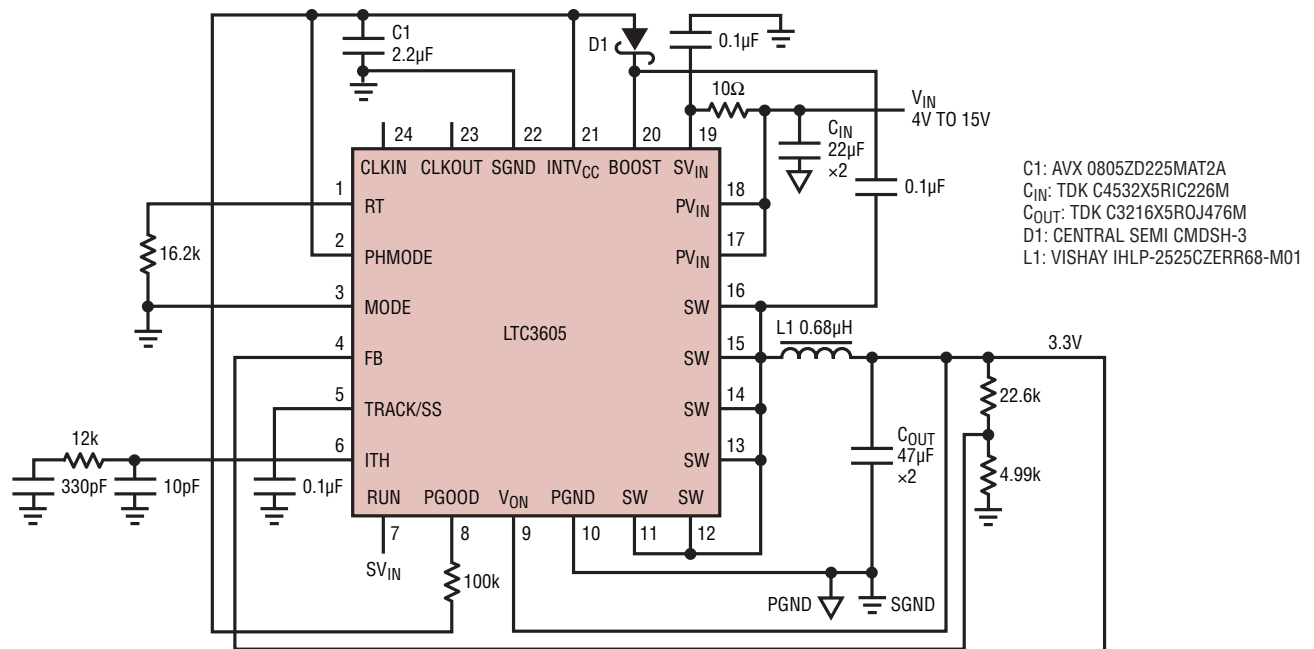 C1
2.2µF
D1
0.1µF
10Ω
V_IN
4V TO 15V
C_IN
22µF
×2
0.1µF
24
23
22
21
20
19
CLKIN
CLKOUT
SGND
INTV_CC
BOOST
SV_IN
1
RT
18
PV_IN
16.2k
2
PHMODE
17
PV_IN
3
MODE
16
SW
LTC3605
4
FB
15
SW
L1 0.68µH
3.3V
5
TRACK/SS
14
SW
22.6k
12k
6
ITH
13
SW
C_OUT
47µF
×2
4.99k
330pF
10pF
0.1µF
RUN
PGOOD
V_ON
PGND
SW
SW
7
8
9
10
11
12
SV_IN
100k
PGND
SGND
C1: AVX 0805ZD225MAT2A
C_IN: TDK C4532X5RIC226M
C_OUT: TDK C3216X5ROJ476M
D1: CENTRAL SEMI CMDSH-3
L1: VISHAY IHLP-2525CZERR68-M01